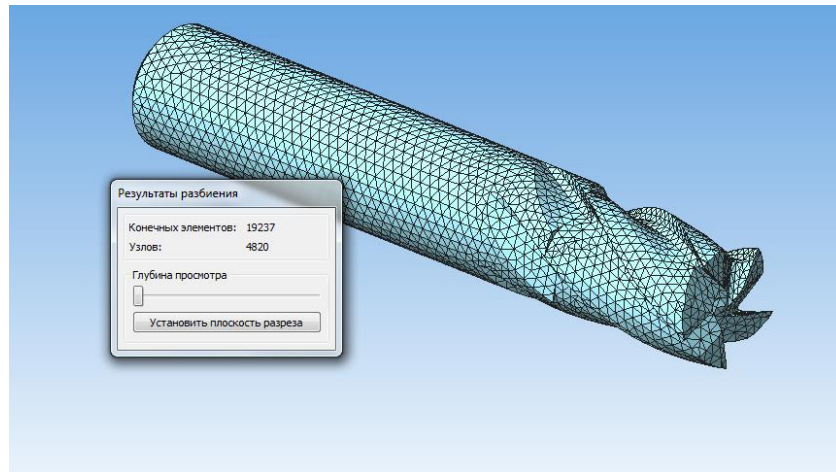 Результаты разбиения
Конечных элементов: 19237
Узлов: 4820
Глубина просмотра
Установить плоскость разреза